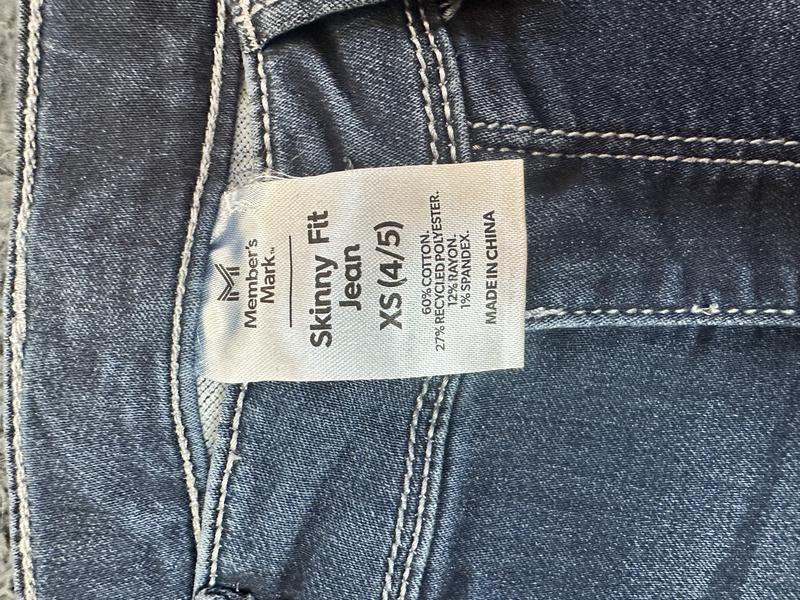 Member's
Mark™
Skinny Fit
Jean
XS (4/5)
60% COTTON.
27% RECYCLED POLYESTER.
12% RAYON.
1% SPANDEX.
MADE IN CHINA